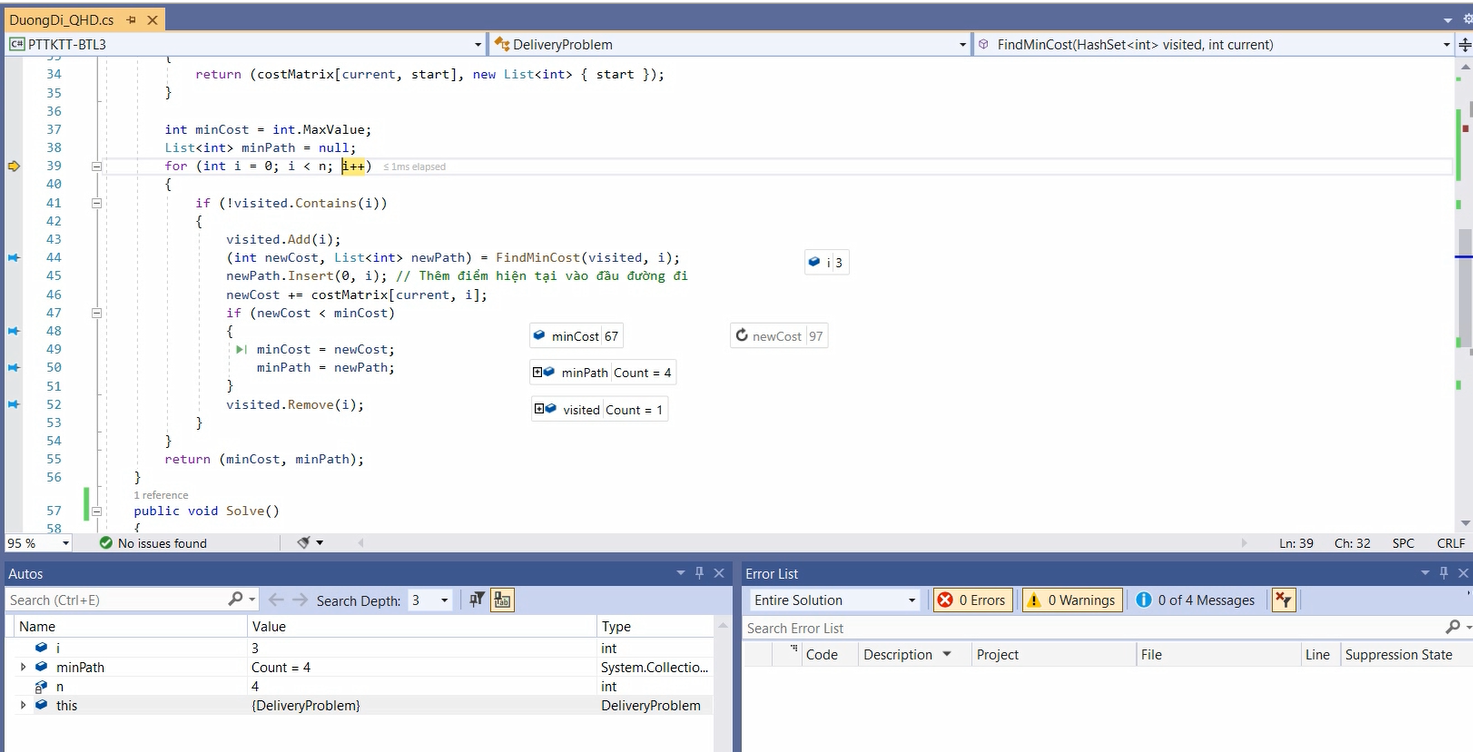 DuongDi_QHD.cs
C# PTTKTT-BTL3 DeliveryProblem FindMinCost(HashSet<int> visited, int current)
{
34 return (costMatrix[current, start], new List<int> { start });
35 }
36
37 int minCost = int.MaxValue;
38 List<int> minPath = null;
39 for (int i = 0; i < n; i++) ≤ 1ms elapsed
40 {
41 if (!visited.Contains(i))
42 {
43 visited.Add(i);
44 (int newCost, List<int> newPath) = FindMinCost(visited, i); i 3
45 newPath.Insert(0, i); // Thêm điểm hiện tại vào đầu đường đi
46 newCost += costMatrix[current, i];
47 if (newCost < minCost)
48 { minCost 67 newCost 97
49 minCost = newCost;
50 minPath = newPath; minPath Count = 4
51 }
52 visited.Remove(i); visited Count = 1
53 }
54 }
55 return (minCost, minPath);
56 }
1 reference
57 public void Solve()
58 {
95 % No issues found Ln: 39 Ch: 32 SPC CRLF
Autos
Search (Ctrl+E) Search Depth: 3
Name Value Type
i 3 int
minPath Count = 4 System.Collectio...
n 4 int
this {DeliveryProblem} DeliveryProblem
Error List
Entire Solution 0 Errors 0 Warnings 0 of 4 Messages
Search Error List
Code Description Project File Line Suppression State